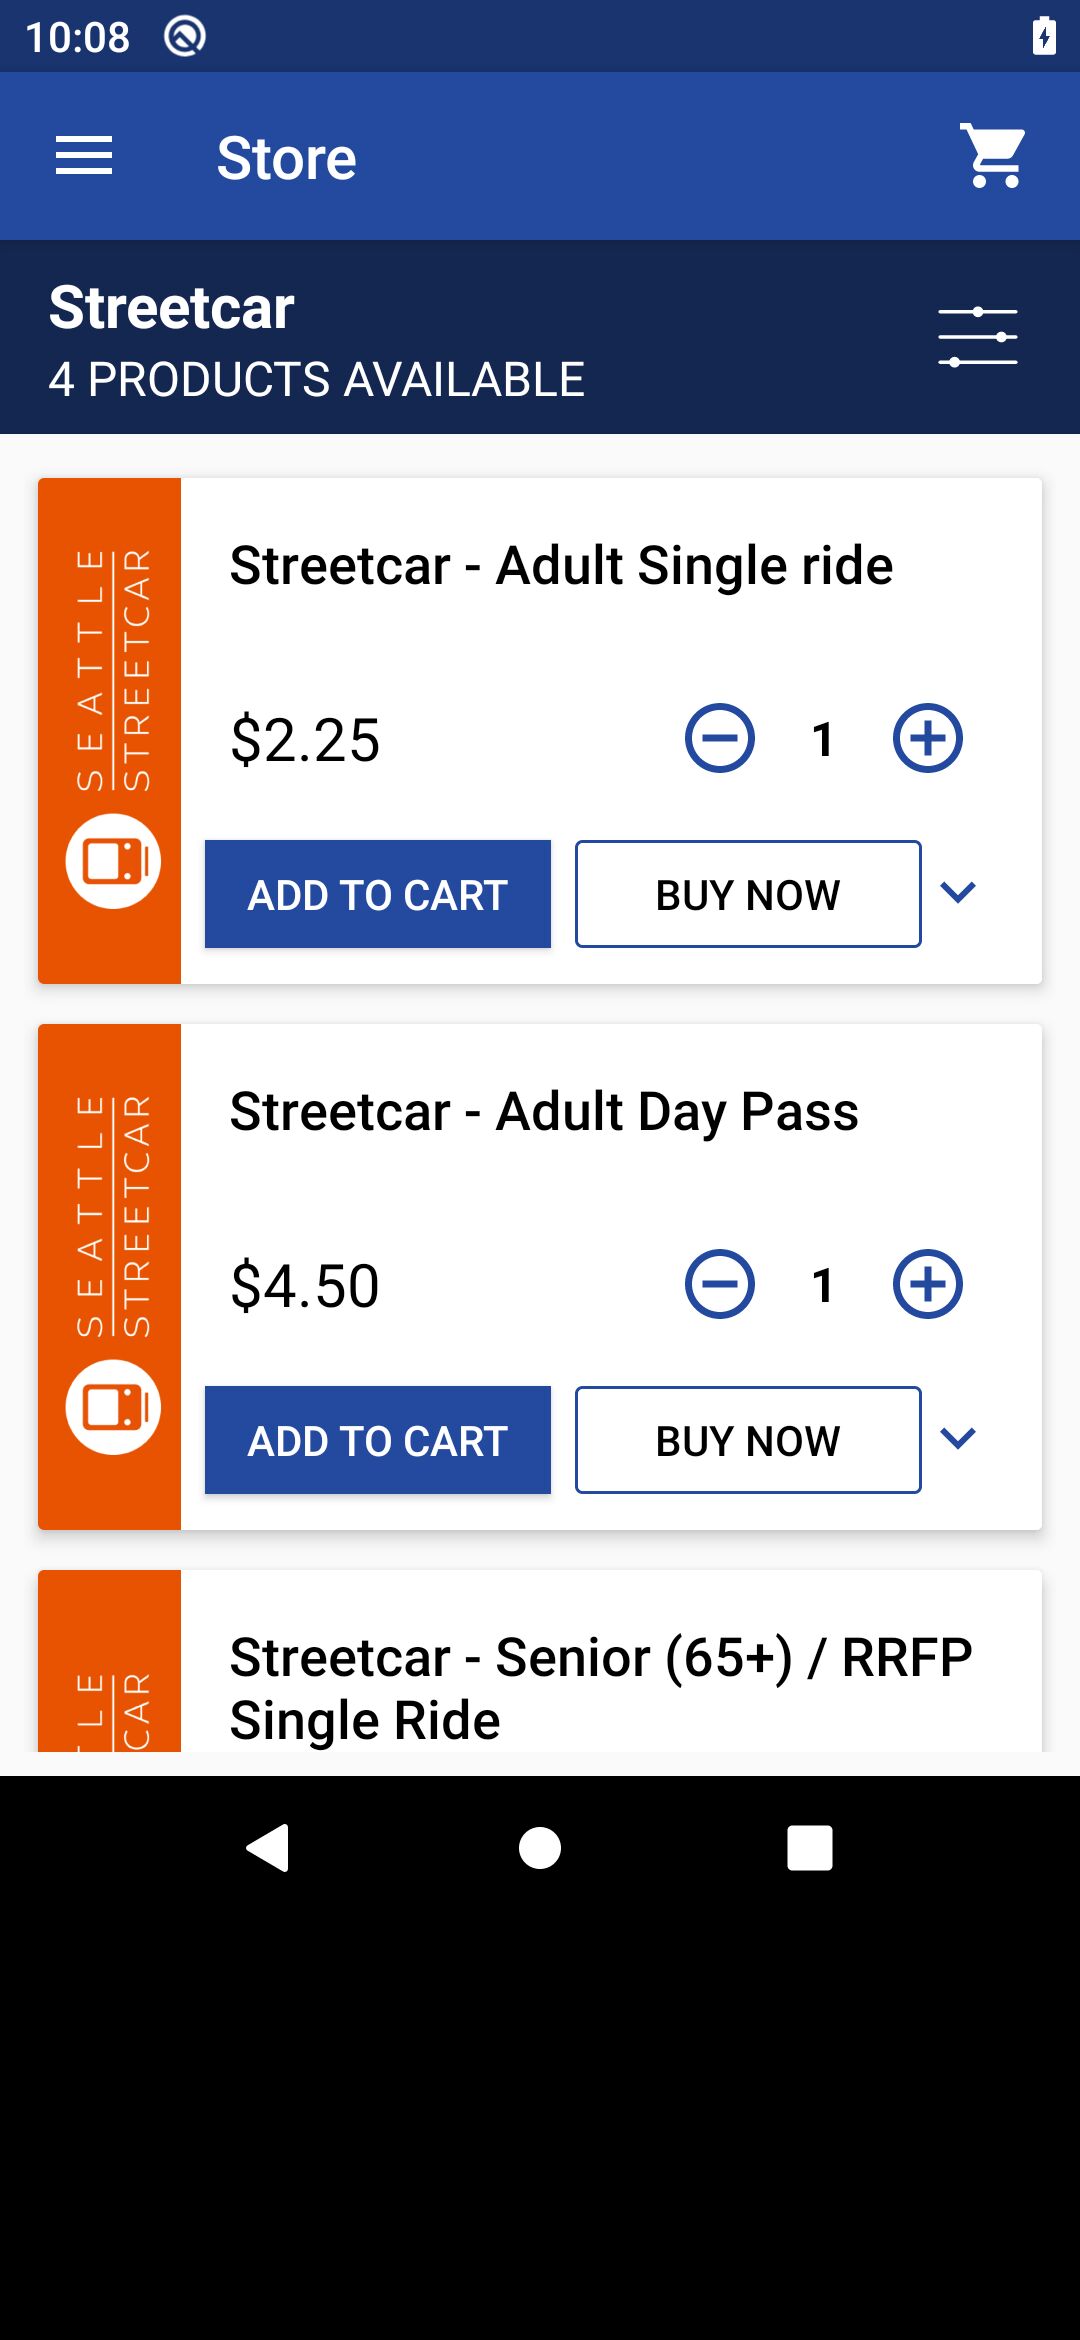 10:08
Store
Streetcar
4 PRODUCTS AVAILABLE
SEATTLE
STREETCAR
Streetcar - Adult Single ride
$2.25
1
ADD TO CART
BUY NOW
SEATTLE
STREETCAR
Streetcar - Adult Day Pass
$4.50
1
ADD TO CART
BUY NOW
LE
CAR
Streetcar - Senior (65+) / RRFP
Single Ride